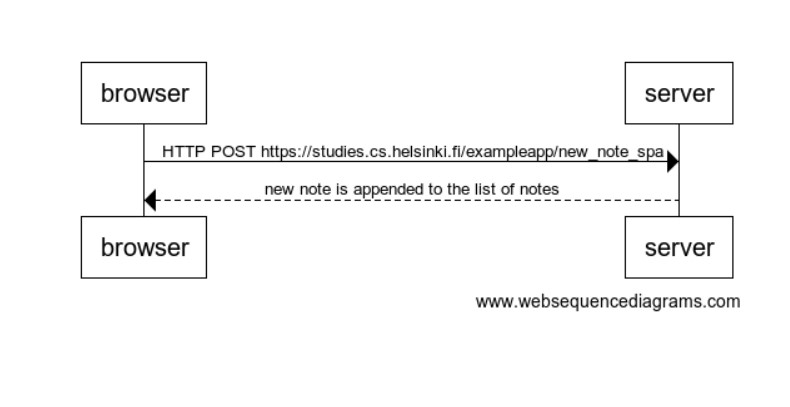 browser
server
HTTP POST https://studies.cs.helsinki.fi/exampleapp/new_note_spa
new note is appended to the list of notes
browser
server
www.websequencediagrams.com